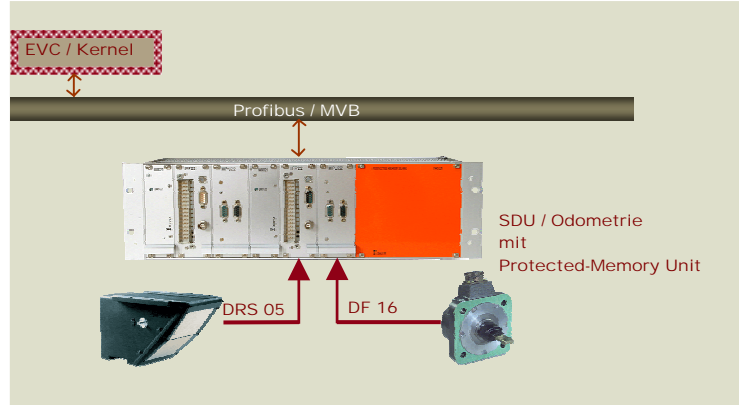 EVC / Kernel
Profibus / MVB
SDU / Odometrie
mit
Protected-Memory Unit
DRS 05
DF 16